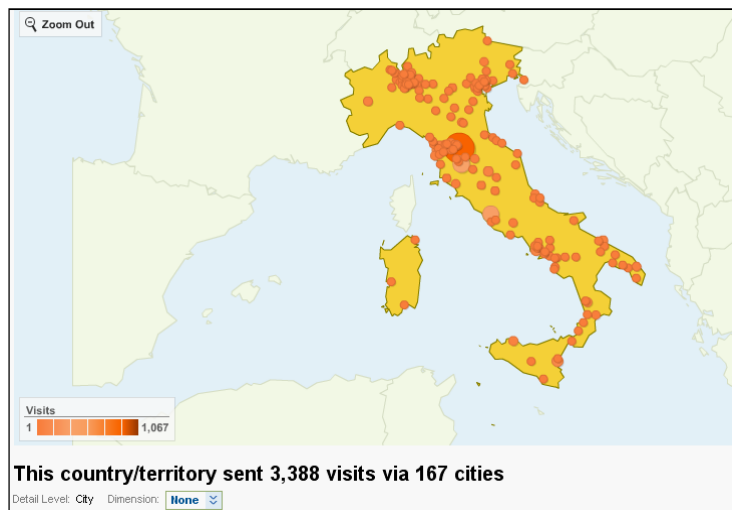 Zoom Out
Visits
1 1,067
This country/territory sent 3,388 visits via 167 cities
Detail Level: City Dimension: None